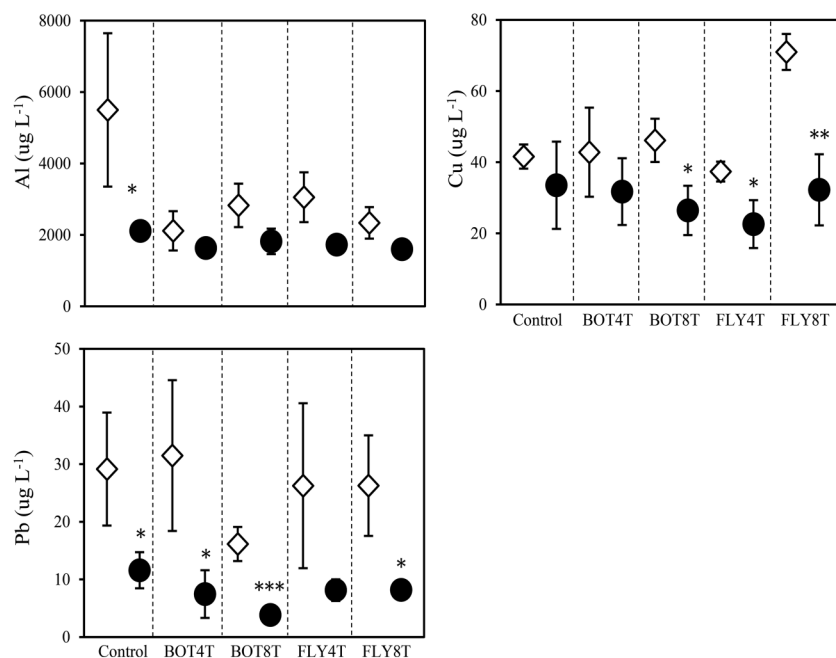 8000
6000
4000
2000
0
Al (ug L-1)
*
80
60
40
20
0
Cu (ug L-1)
* * **
Control BOT4T BOT8T FLY4T FLY8T
50
40
30
20
10
0
Pb (ug L-1)
* * *** *
Control BOT4T BOT8T FLY4T FLY8T